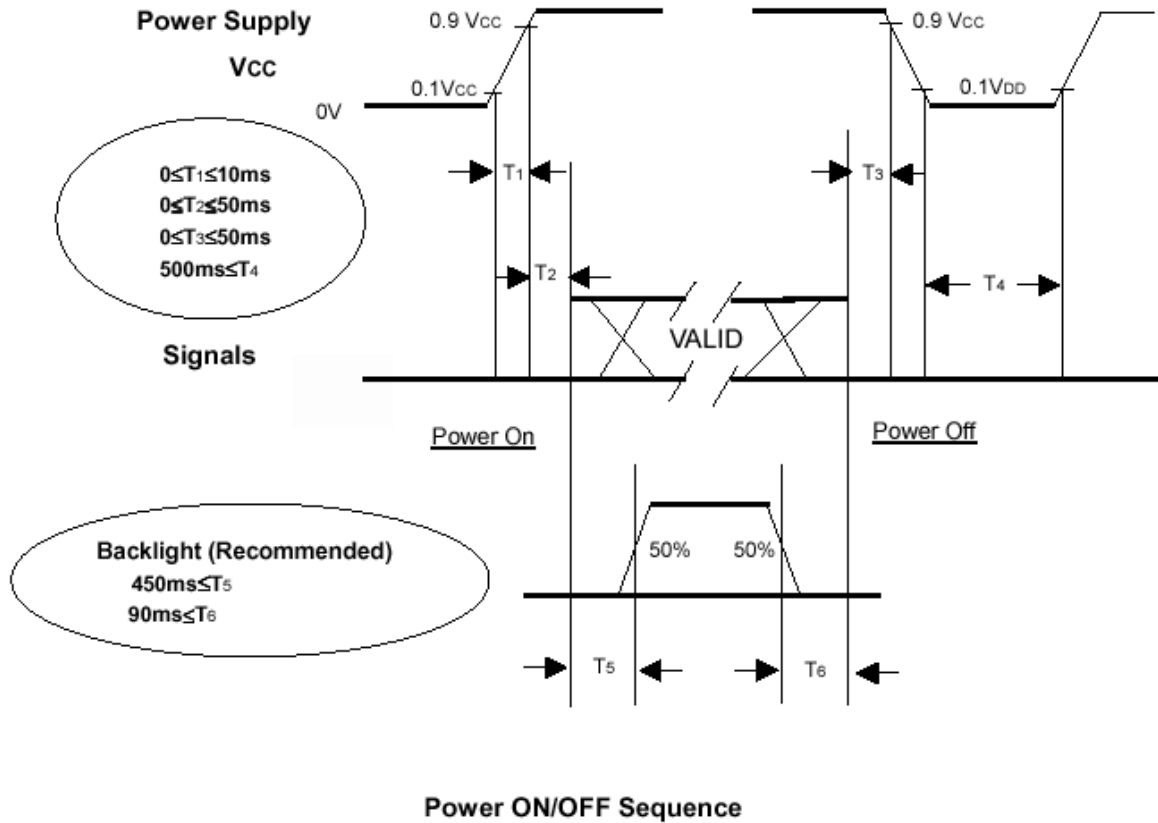 Power Supply
VCC
0.9 VCC
0.9 VCC
0.1VCC
0.1VDD
0V
0≤T1≤10ms
0≤T2≤50ms
0≤T3≤50ms
500ms≤T4
T1
T3
T2
T4
VALID
Signals
Power On
Power Off
Backlight (Recommended)
450ms≤T5
90ms≤T6
50%
50%
T5
T6
Power ON/OFF Sequence